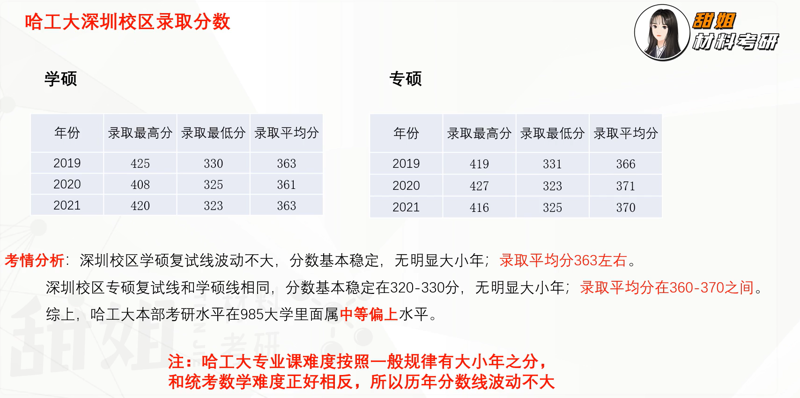 哈工大深圳校区录取分数
甜姐
材料考研
学硕
专硕
年份 录取最高分 录取最低分 录取平均分
2019 425 330 363
2020 408 325 361
2021 420 323 363
年份 录取最高分 录取最低分 录取平均分
2019 419 331 366
2020 427 323 371
2021 416 325 370
考情分析：深圳校区学硕复试线波动不大，分数基本稳定，无明显大小年；录取平均分363左右。
深圳校区专硕复试线和学硕线相同，分数基本稳定在320-330分，无明显大小年；录取平均分在360-370之间。
综上，哈工大本部考研水平在985大学里面属中等偏上水平。
甜姐
材料
考研
注：哈工大专业课难度按照一般规律有大小年之分，
和统考数学难度正好相反，所以历年分数线波动不大